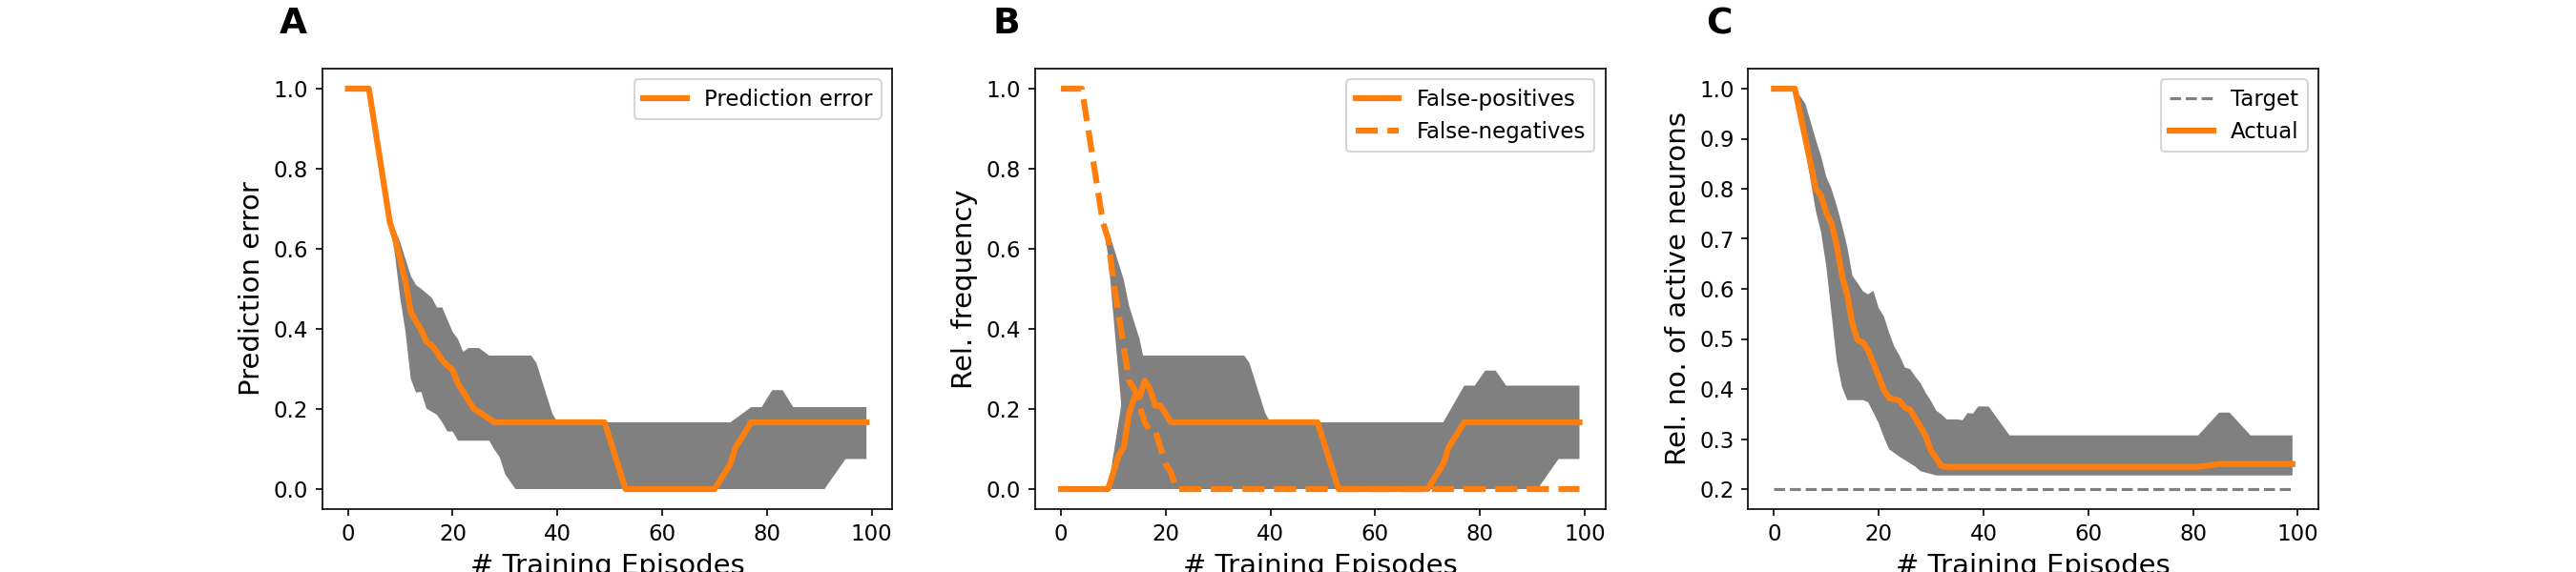 A
B
C
Prediction error
1.0
0.8
0.6
0.4
0.2
0.0
0 20 40 60 80 100
# Training Episodes
Prediction error
Rel. frequency
1.0
0.8
0.6
0.4
0.2
0.0
0 20 40 60 80 100
# Training Episodes
False-positives
False-negatives
Rel. no. of active neurons
1.0
0.9
0.8
0.7
0.6
0.5
0.4
0.3
0.2
0 20 40 60 80 100
# Training Episodes
Target
Actual